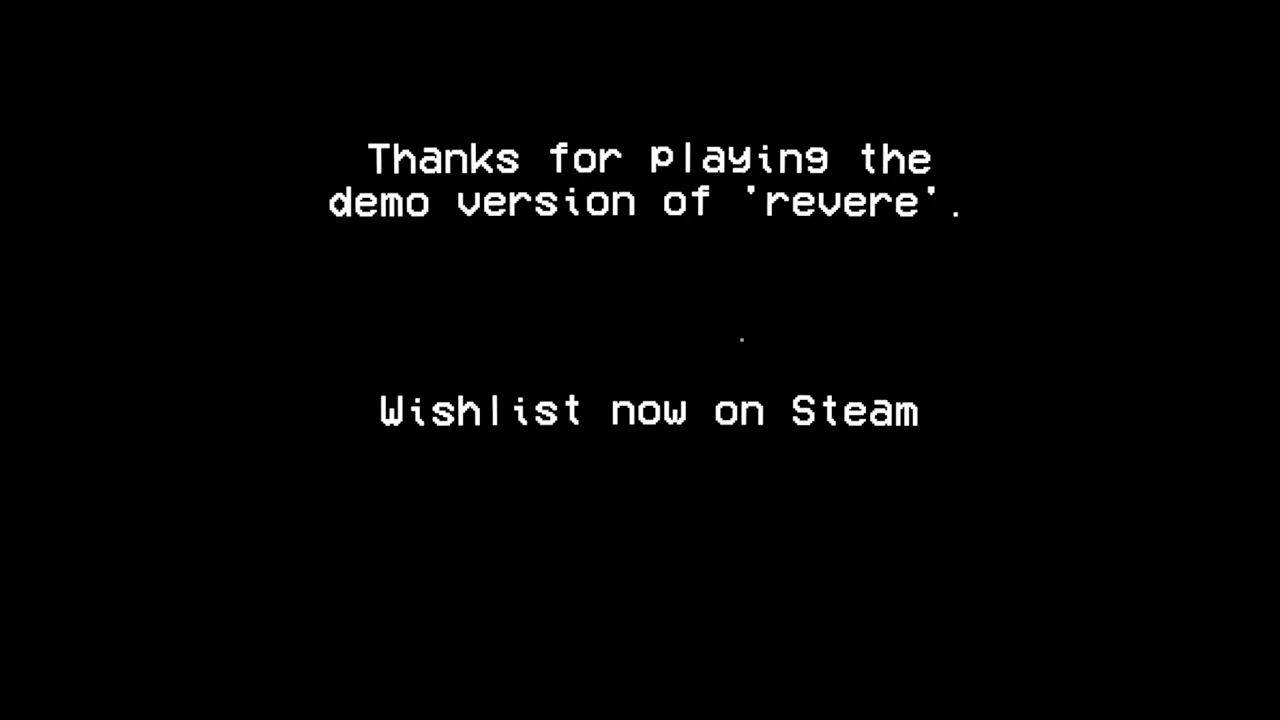 Thanks for playing the
demo version of 'revere'.
Wishlist now on Steam